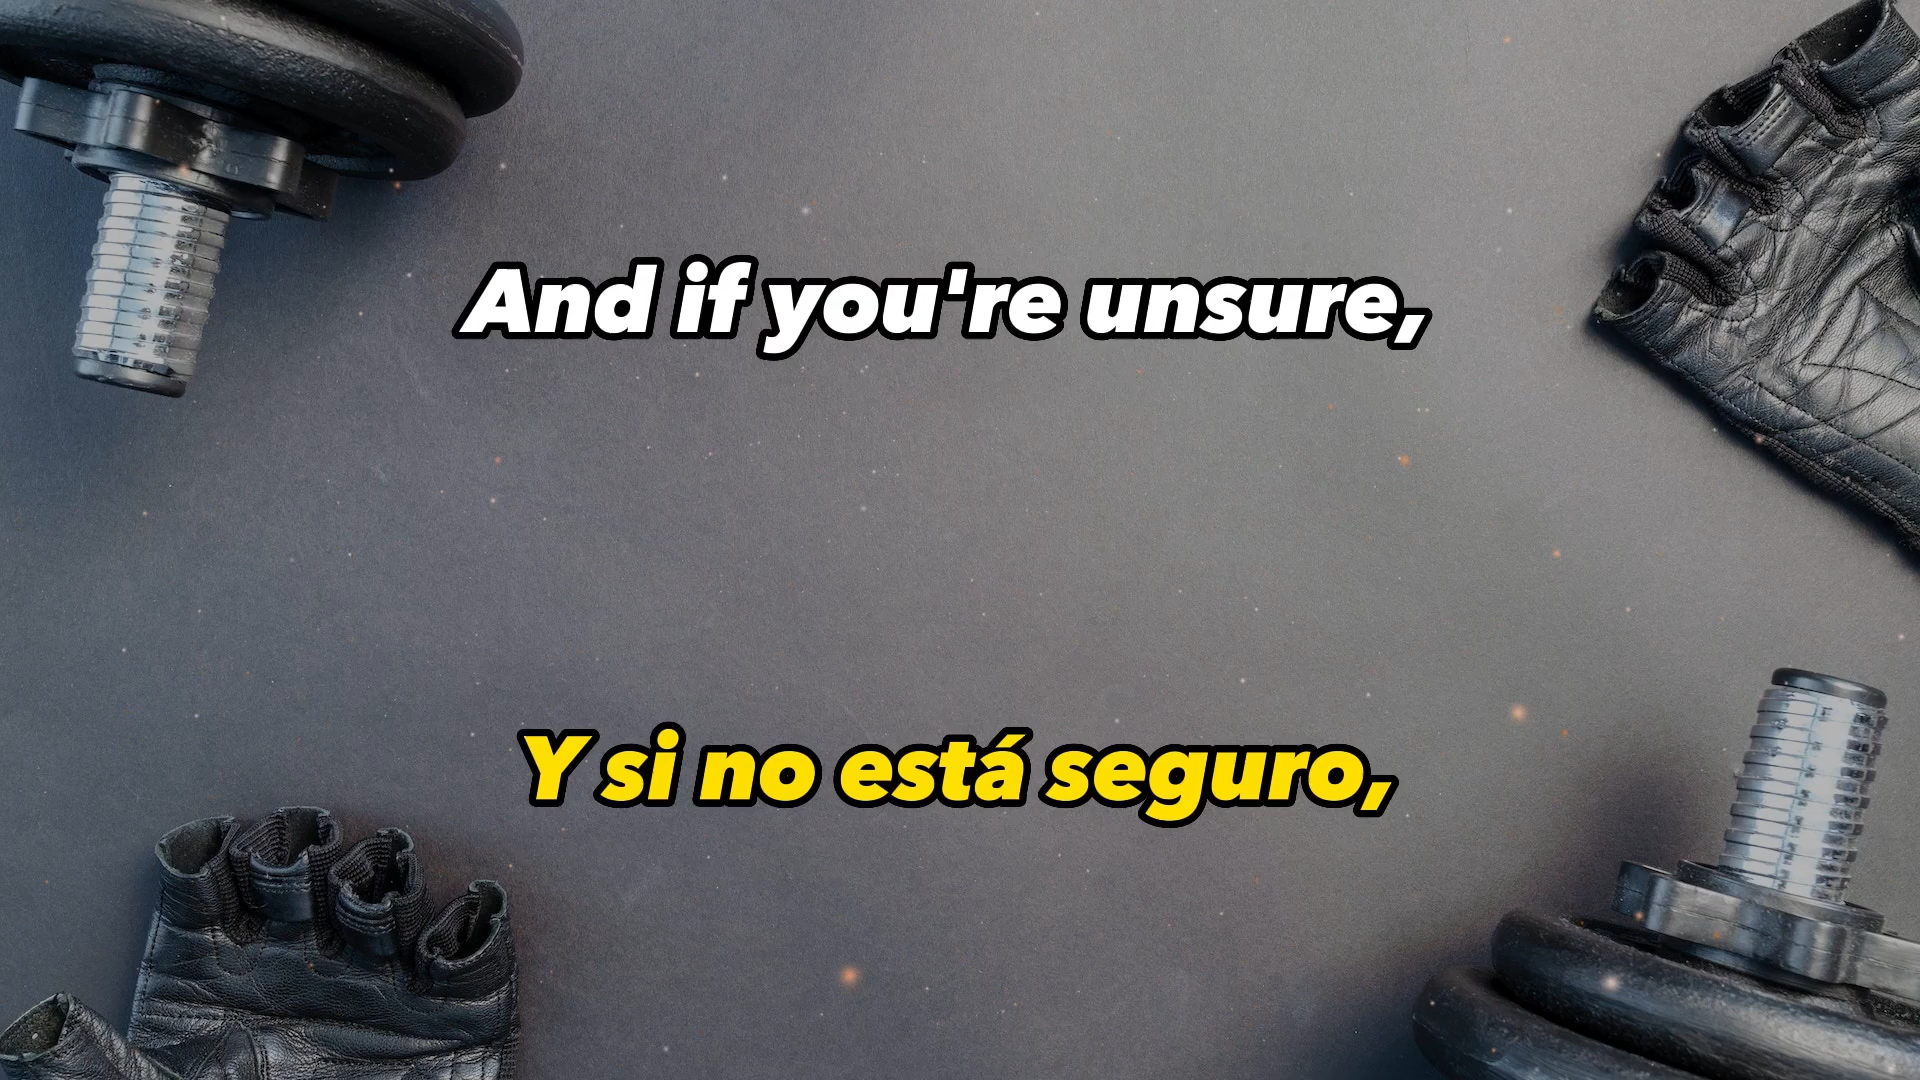 And if you're unsure,
Y si no está seguro,